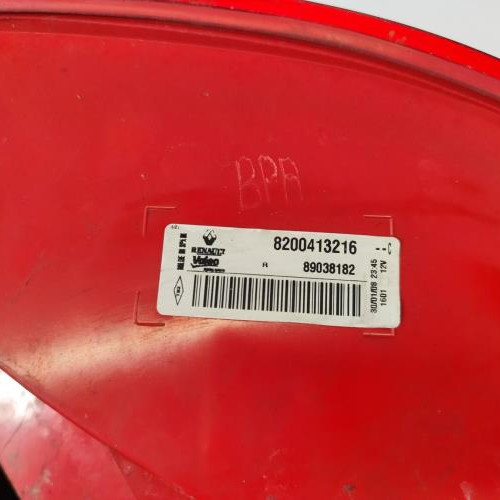 BPA
RENAULT
Valeo
8200413216
A 89038182
30/01/08 23:45
1601 12V